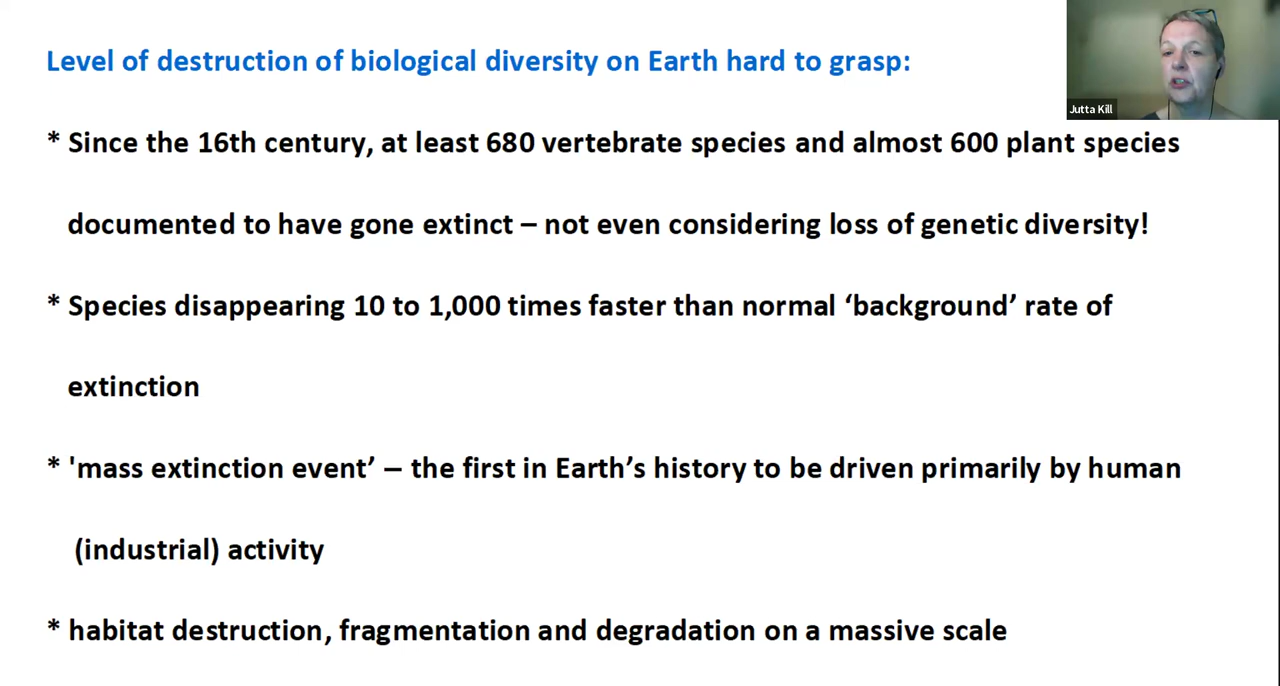 Level of destruction of biological diversity on Earth hard to grasp:
Jutta Kill
* Since the 16th century, at least 680 vertebrate species and almost 600 plant species
documented to have gone extinct – not even considering loss of genetic diversity!
* Species disappearing 10 to 1,000 times faster than normal ‘background’ rate of
extinction
* 'mass extinction event’ – the first in Earth’s history to be driven primarily by human
(industrial) activity
* habitat destruction, fragmentation and degradation on a massive scale